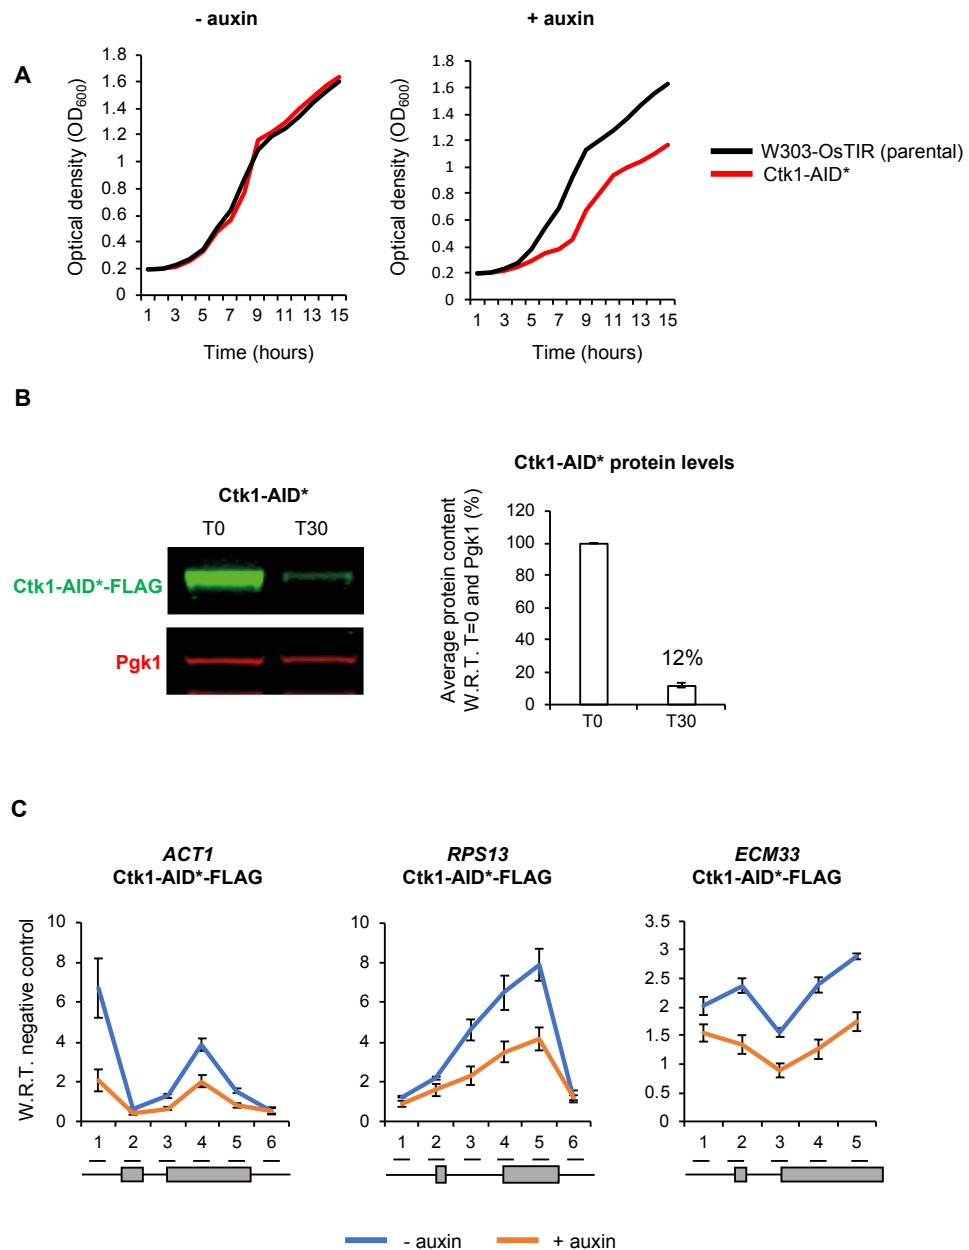 - auxin
+ auxin
A
Optical density (OD600)
1.8
1.6
1.4
1.2
1
0.8
0.6
0.4
0.2
0
1 3 5 7 9 11 13 15
Time (hours)
Optical density (OD600)
1.8
1.6
1.4
1.2
1
0.8
0.6
0.4
0.2
0
1 3 5 7 9 11 13 15
Time (hours)
W303-OsTIR (parental)
Ctk1-AID*
B
Ctk1-AID*
T0 T30
Ctk1-AID*-FLAG
Pgk1
Ctk1-AID* protein levels
Average protein content
W.R.T. T=0 and Pgk1 (%)
120
100
80
60
40
20
0
12%
T0 T30
C
ACT1
Ctk1-AID*-FLAG
W.R.T. negative control
10
8
6
4
2
0
1 2 3 4 5 6
RPS13
Ctk1-AID*-FLAG
10
8
6
4
2
0
1 2 3 4 5 6
ECM33
Ctk1-AID*-FLAG
3.5
3
2.5
2
1.5
1
0.5
0
1 2 3 4 5
- auxin + auxin